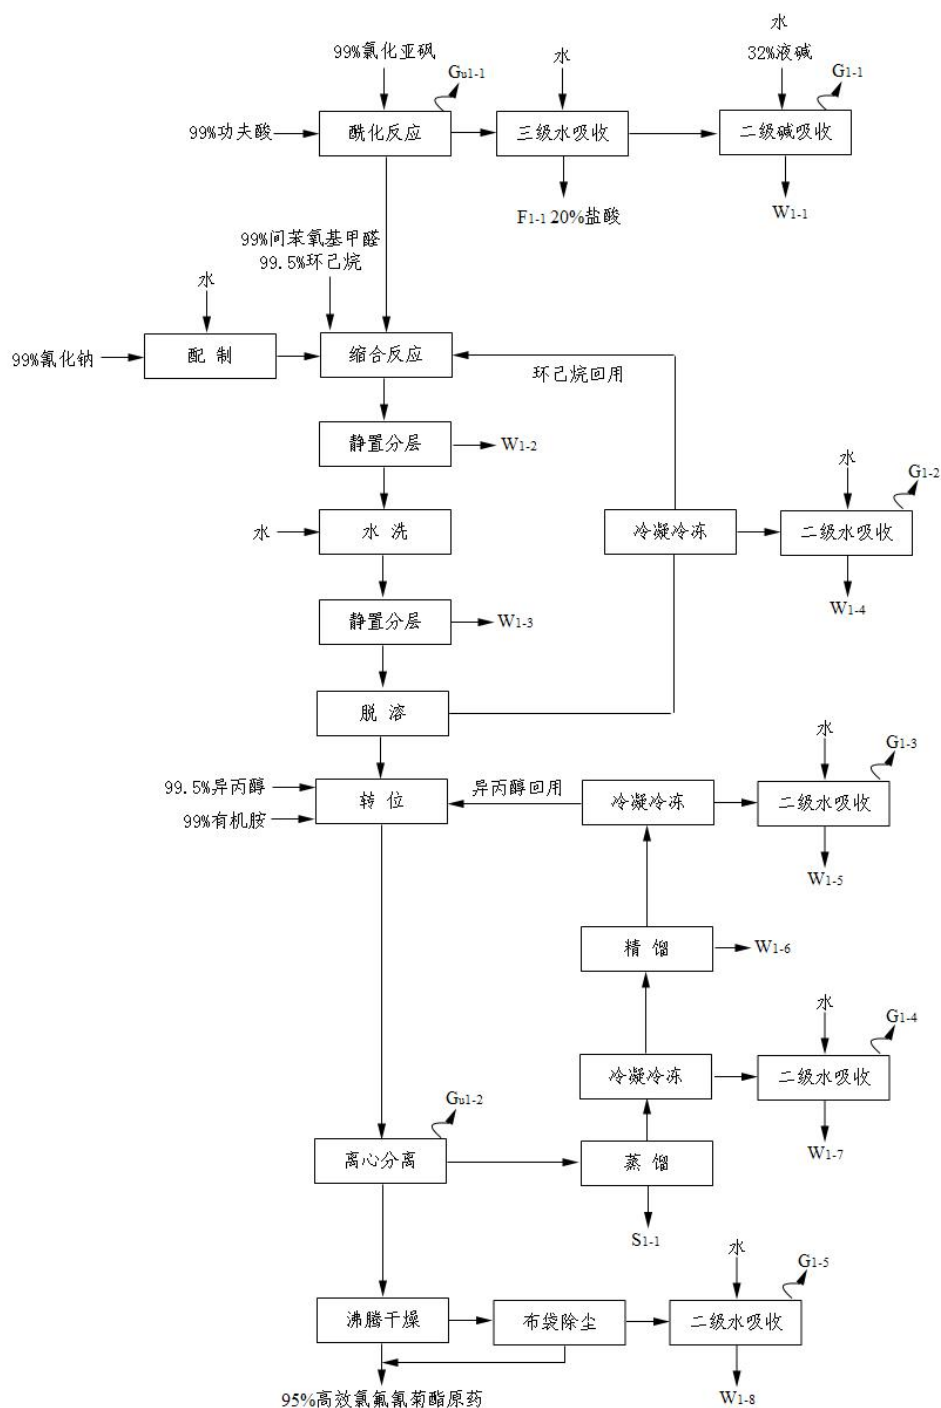 水
99%氯化亚砜
水
32%液碱
Gu1-1
G1-1
99%功夫酸
酰化反应
三级水吸收
二级碱吸收
F1-1 20%盐酸
W1-1
99%间苯氧基甲醛
99.5%环己烷
水
99%氰化钠
配 制
缩合反应
环己烷回用
静置分层
W1-2
水
G1-2
水
水 洗
冷凝冷冻
二级水吸收
W1-4
静置分层
W1-3
脱 溶
水
G1-3
99.5%异丙醇
异丙醇回用
转 位
冷凝冷冻
二级水吸收
99%有机胺
W1-5
精 馏
W1-6
水
G1-4
冷凝冷冻
二级水吸收
Gu1-2
离心分离
蒸 馏
W1-7
S1-1
水
G1-5
沸腾干燥
布袋除尘
二级水吸收
95%高效氯氟氰菊酯原药
W1-8